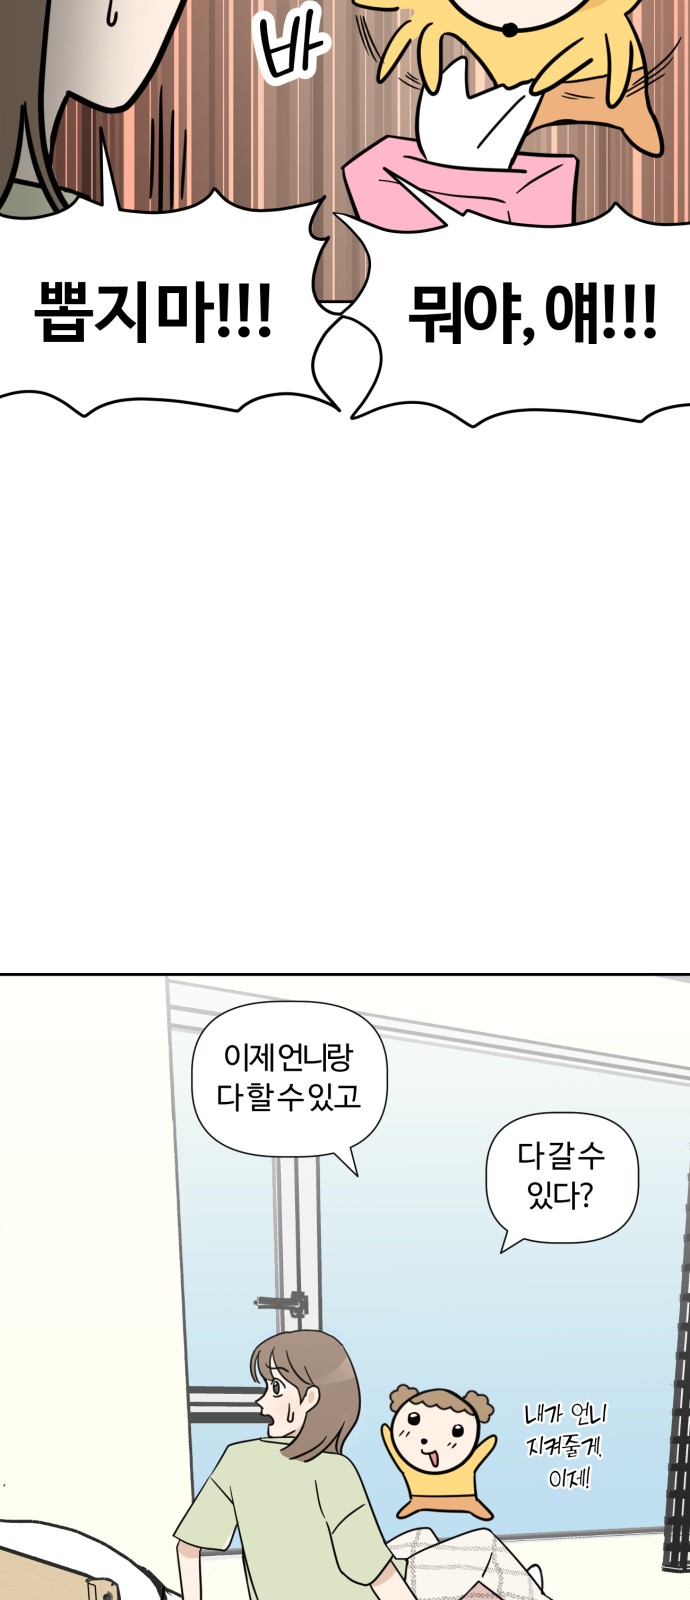 바
뽑지마!!!
뭐야, 얘!!!
이제 언니랑
다 할 수 있고
다 갈 수
있다?
내가 언니
지켜줄게,
이제!